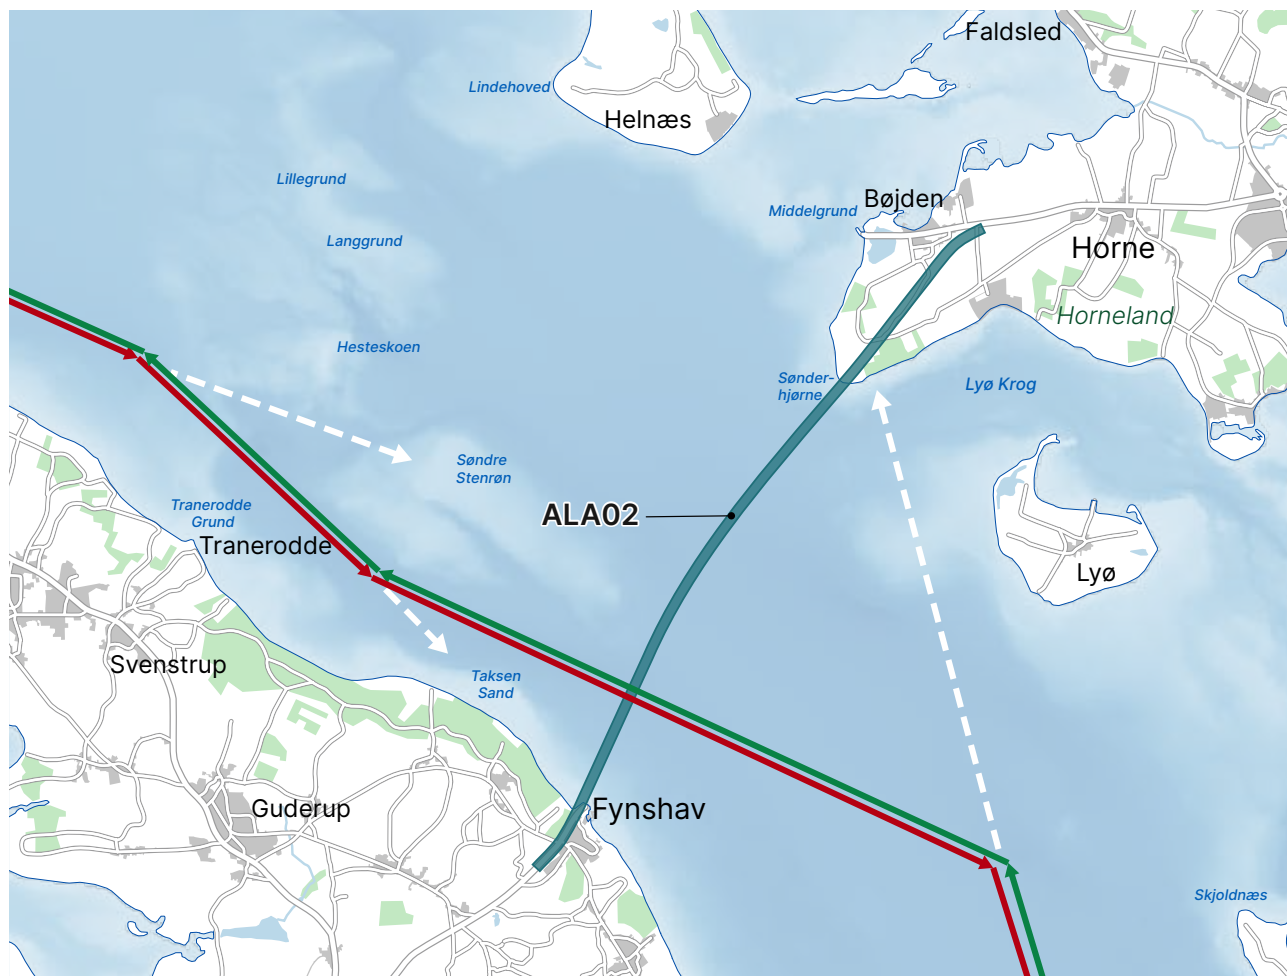 Faldsled
Lindehoved
Helnæs
Lillegrund
Bøjden
Middelgrund
Langgrund
Horne
Horneland
Hesteskoen
Sønder-
hjørne
Lyø Krog
Søndre
Stenrøn
Tranerodde
Grund
ALA02
Tranerodde
Lyø
Svenstrup
Taksen
Sand
Guderup
Fynshav
Skjoldnæs